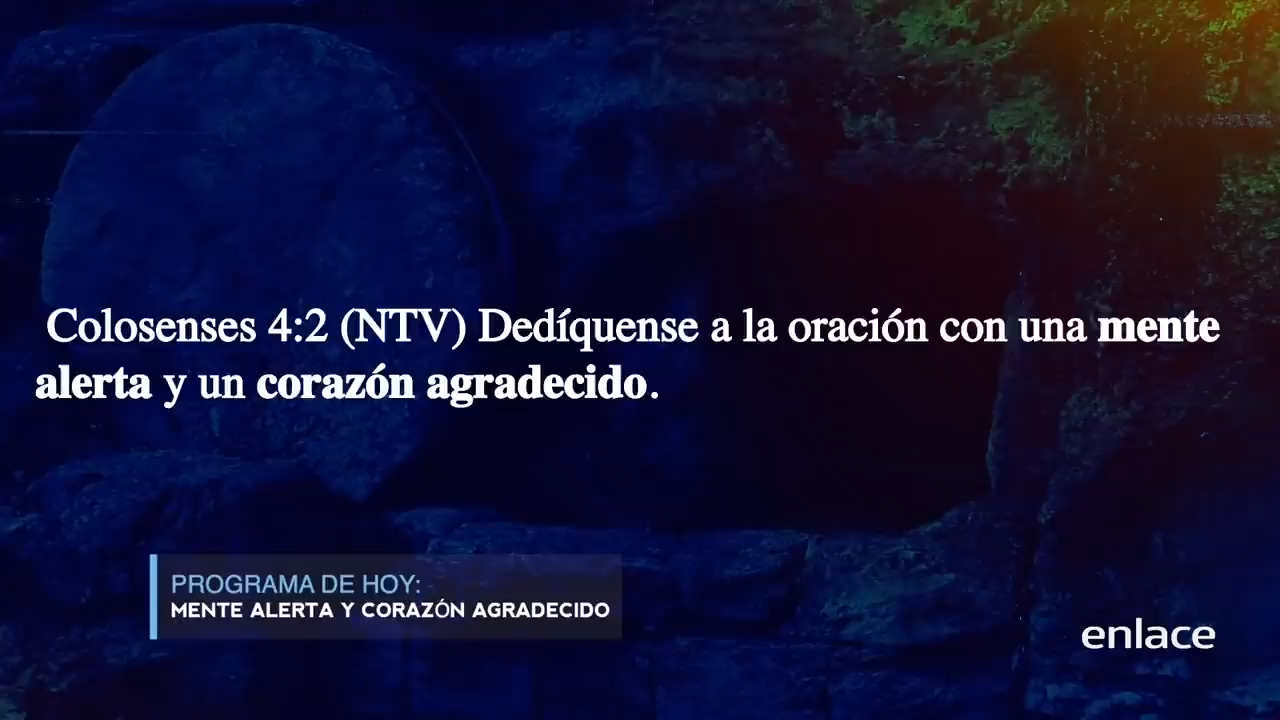 Colosenses 4:2 (NTV) Dedíquense a la oración con una mente
alerta y un corazón agradecido.
PROGRAMA DE HOY:
MENTE ALERTA Y CORAZÓN AGRADECIDO
enlace